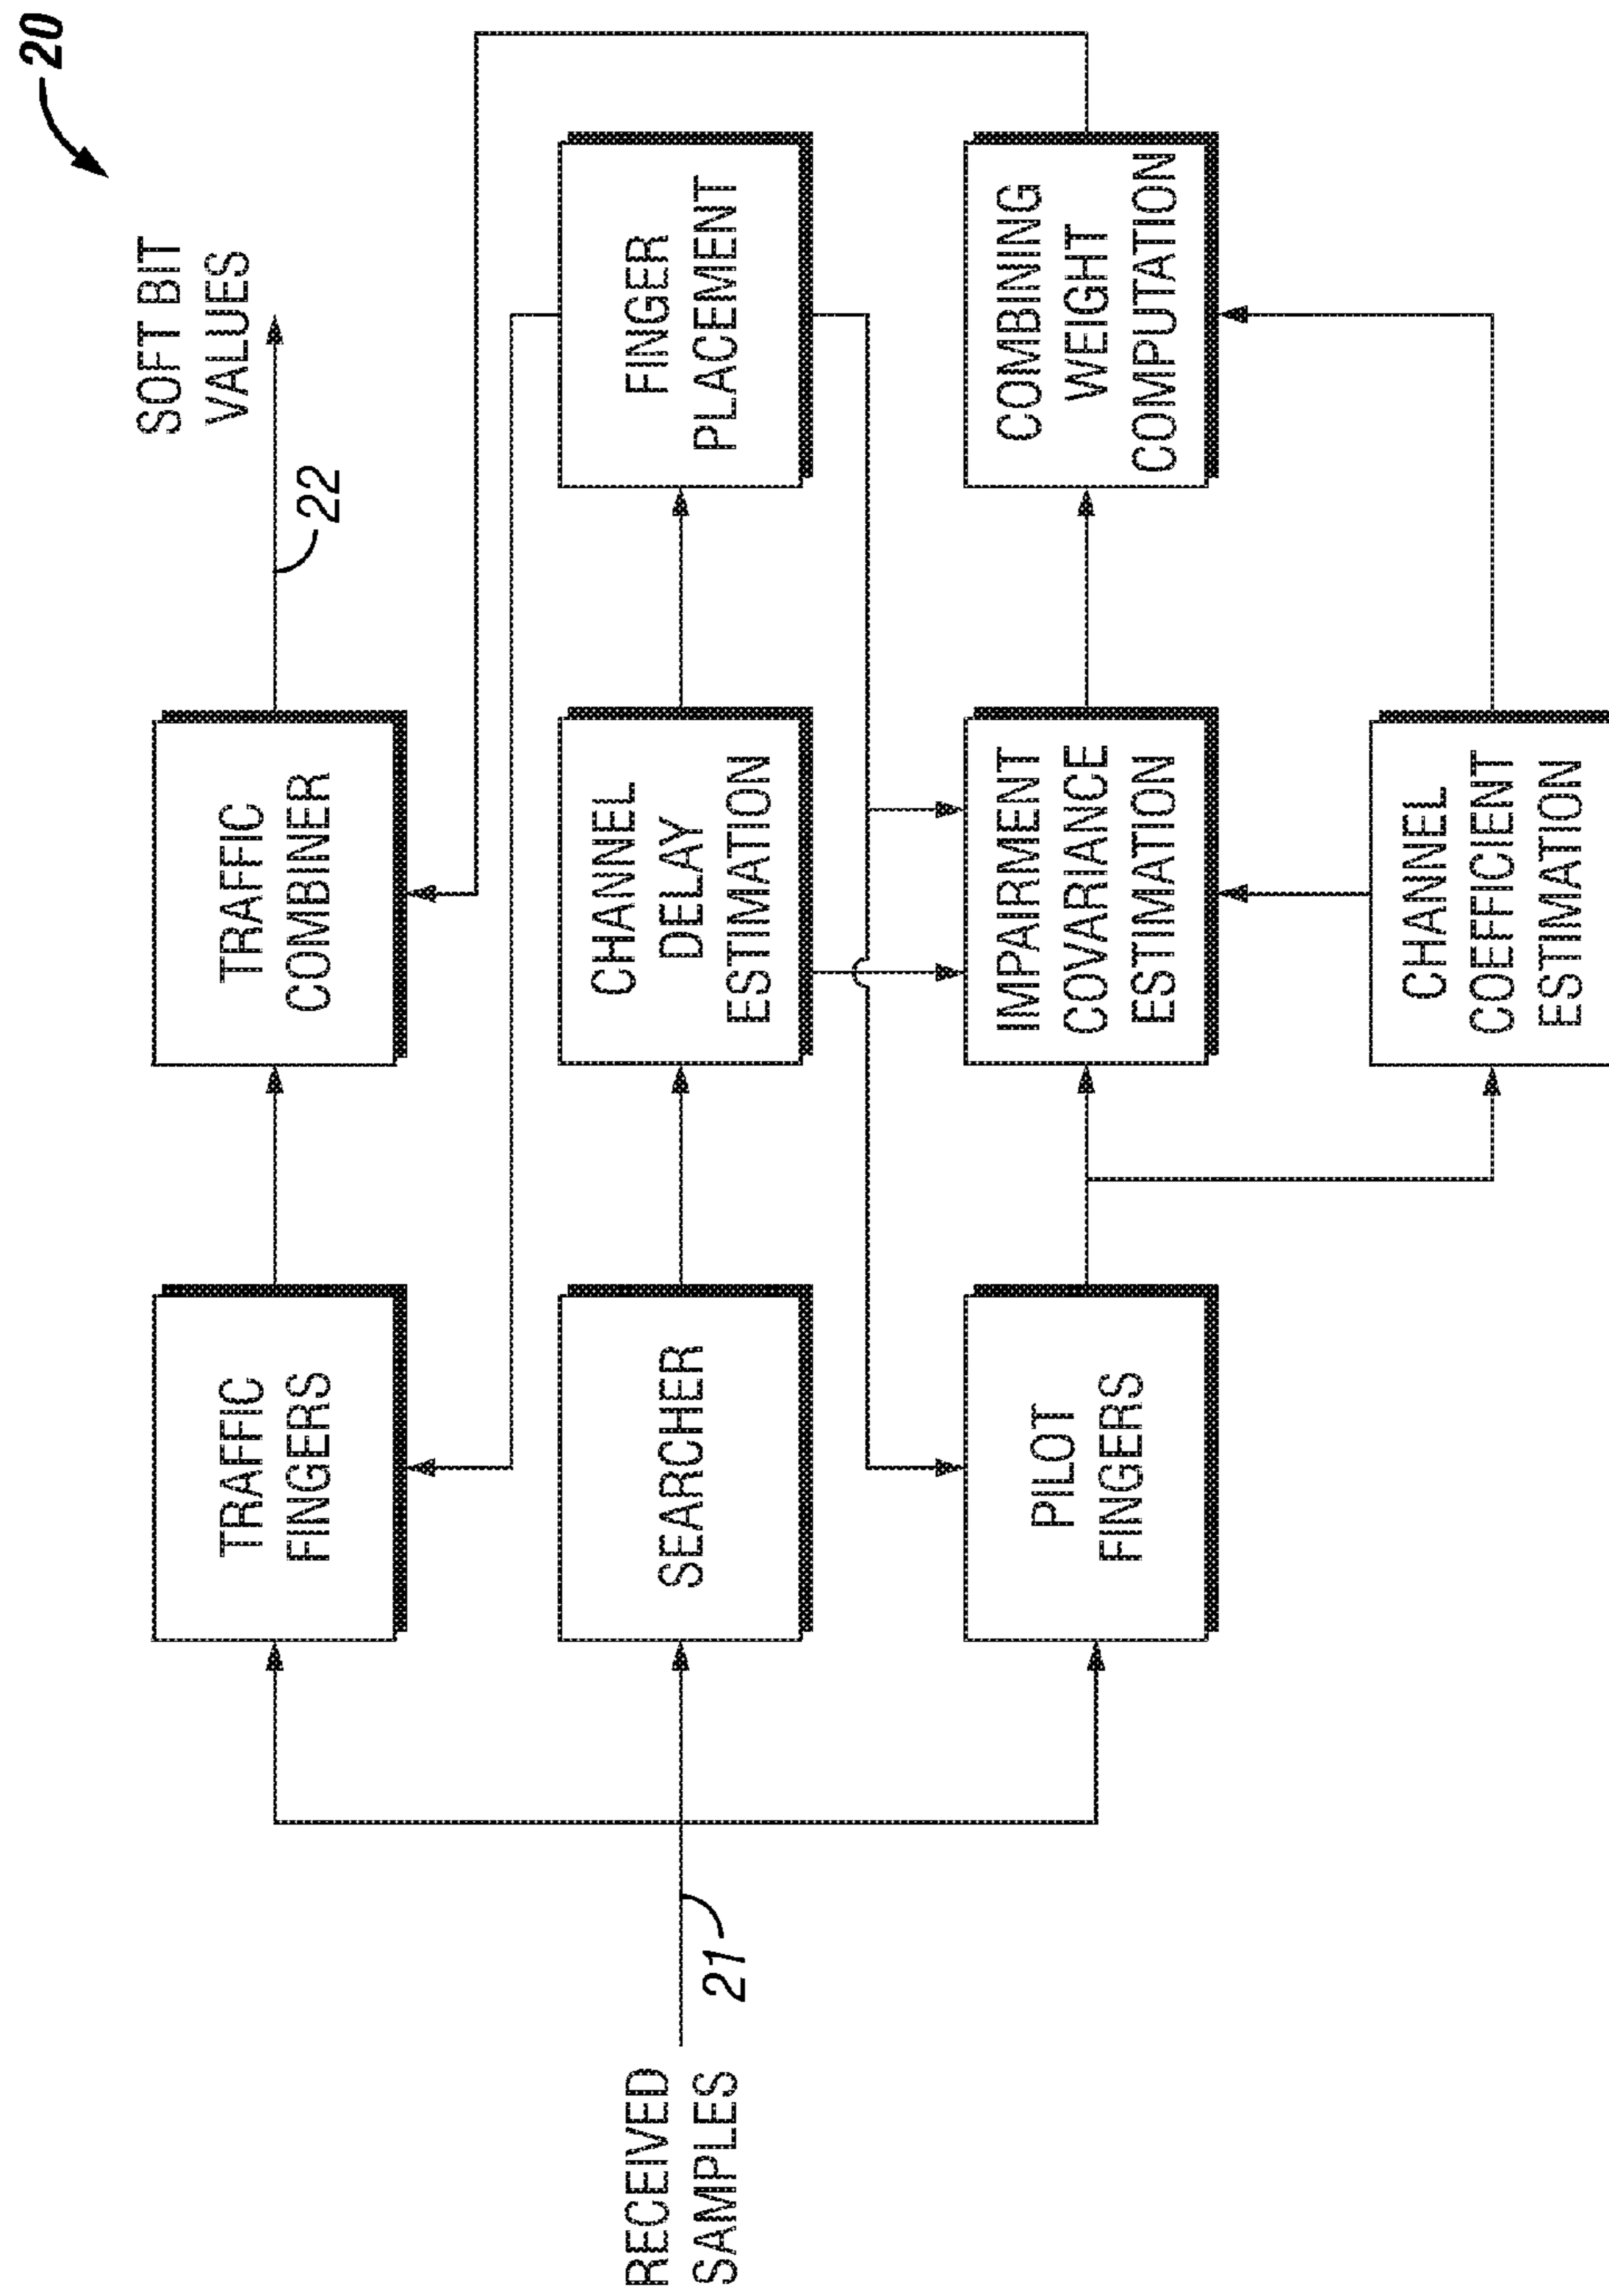 20
SOFT BIT
VALUES
22
TRAFFIC
FINGERS
TRAFFIC
COMBINER
SEARCHER
CHANNEL
DELAY
ESTIMATION
FINGER
PLACEMENT
RECEIVED
SAMPLES
21
PILOT
FINGERS
IMPAIRMENT
COVARIANCE
ESTIMATION
COMBINING
WEIGHT
COMPUTATION
CHANNEL
COEFFICIENT
ESTIMATION